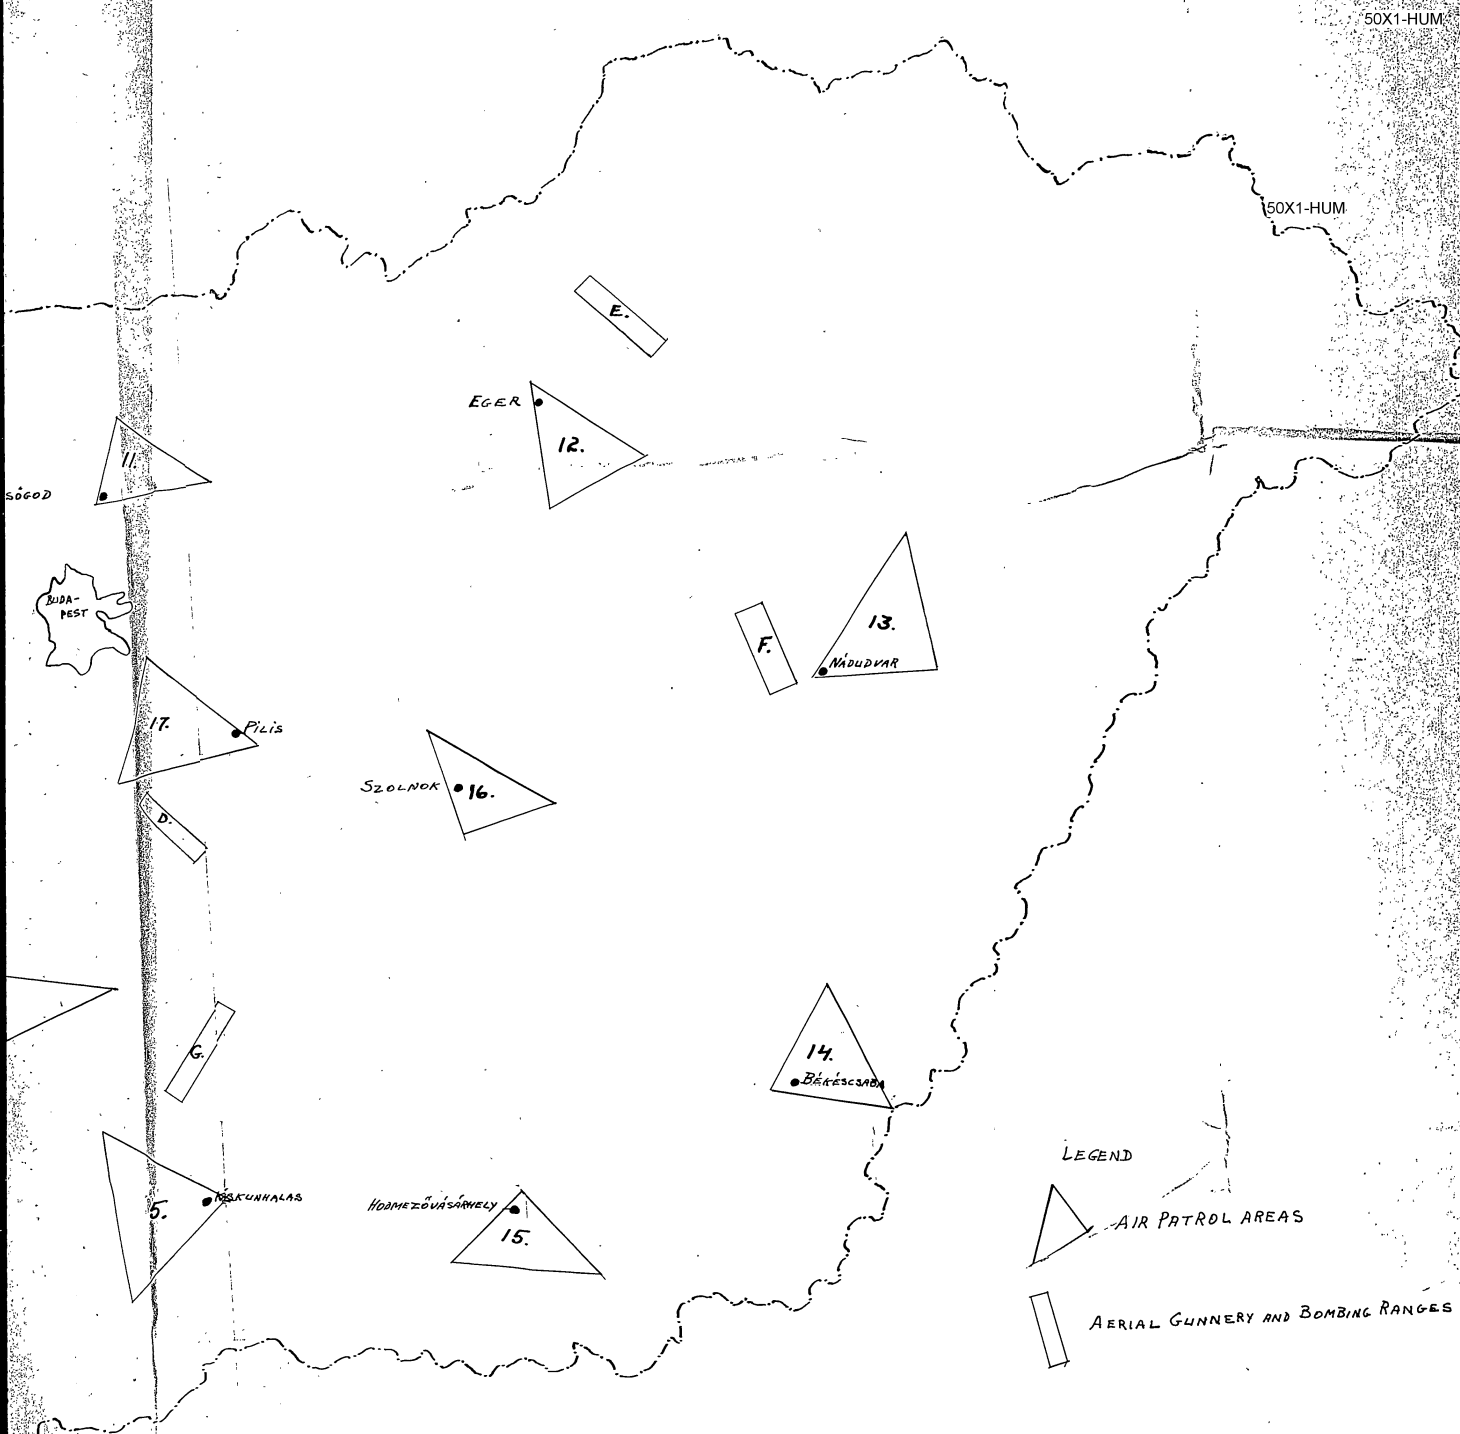 50X1-HUM
50X1-HUM
E.
EGER
12.
11.
SŐGOD
BUDA-
PEST
13.
F.
NÁDUDVAR
17.
PILIS
SZOLNOK
16.
D.
G.
14.
BÉKÉSCSABA
LEGEND
5.
KISKUNHALAS
HODMEZŐVÁSÁRHELY
15.
AIR PATROL AREAS
AERIAL GUNNERY AND BOMBING RANGES